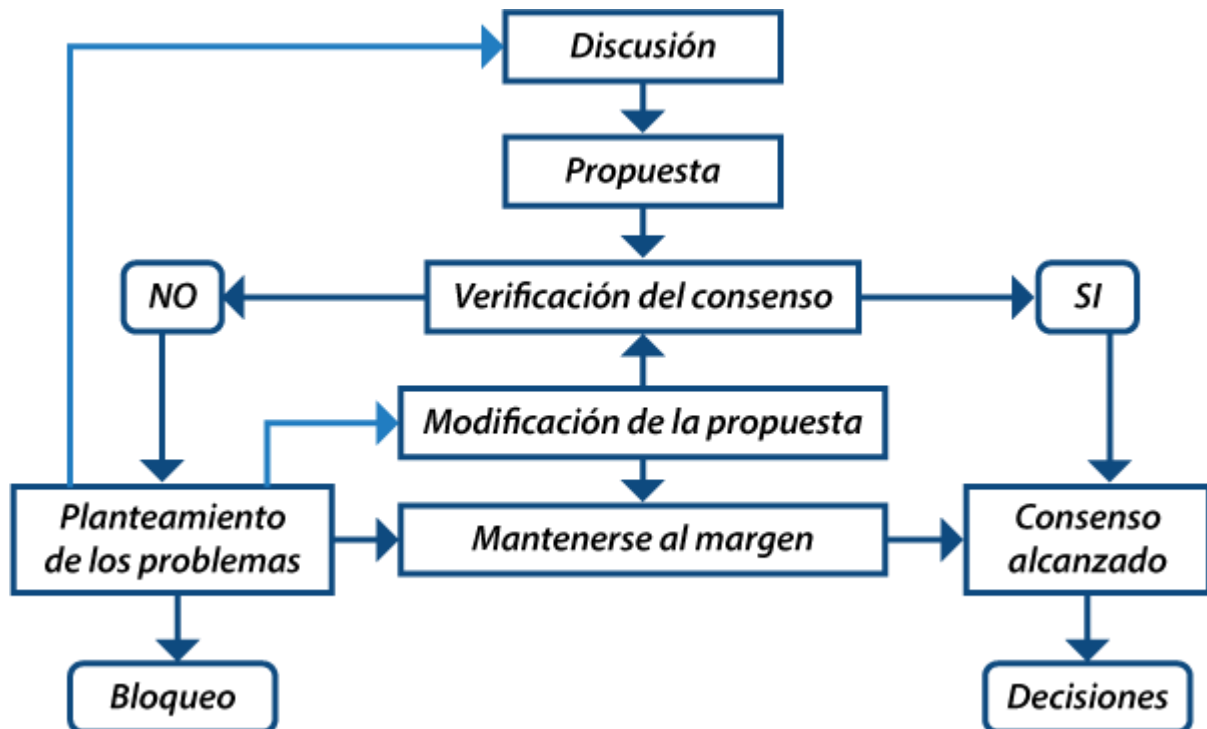 Discusión
Propuesta
NO
Verificación del consenso
SI
Modificación de la propuesta
Planteamiento
de los problemas
Mantenerse al margen
Consenso
alcanzado
Bloqueo
Decisiones